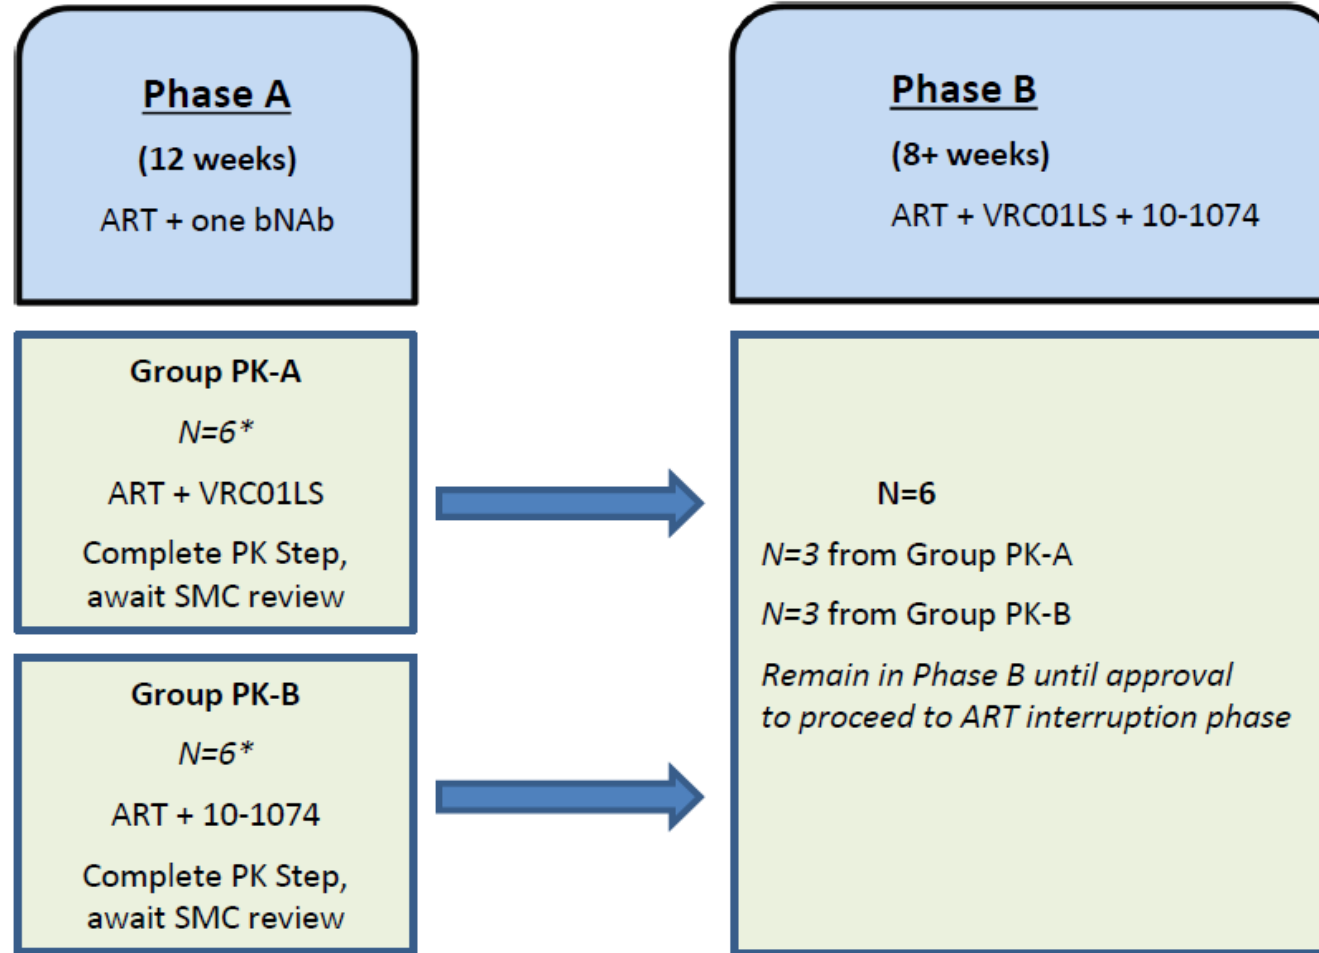 Phase A
(12 weeks)
ART + one bNAb
Phase B
(8+ weeks)
ART + VRC01LS + 10-1074
Group PK-A
N=6*
ART + VRC01LS
Complete PK Step,
await SMC review
Group PK-B
N=6*
ART + 10-1074
Complete PK Step,
await SMC review
N=6
N=3 from Group PK-A
N=3 from Group PK-B
Remain in Phase B until approval
to proceed to ART interruption phase